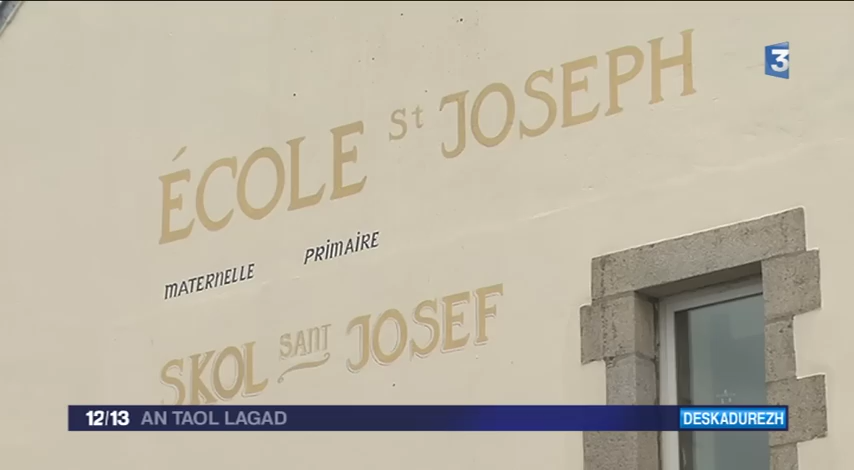 3
ÉCOLE St JOSEPH
MATERNELLE PRIMAIRE
SKOL SANT JOSEF
12/13 AN TAOL LAGAD DESKADUREZH